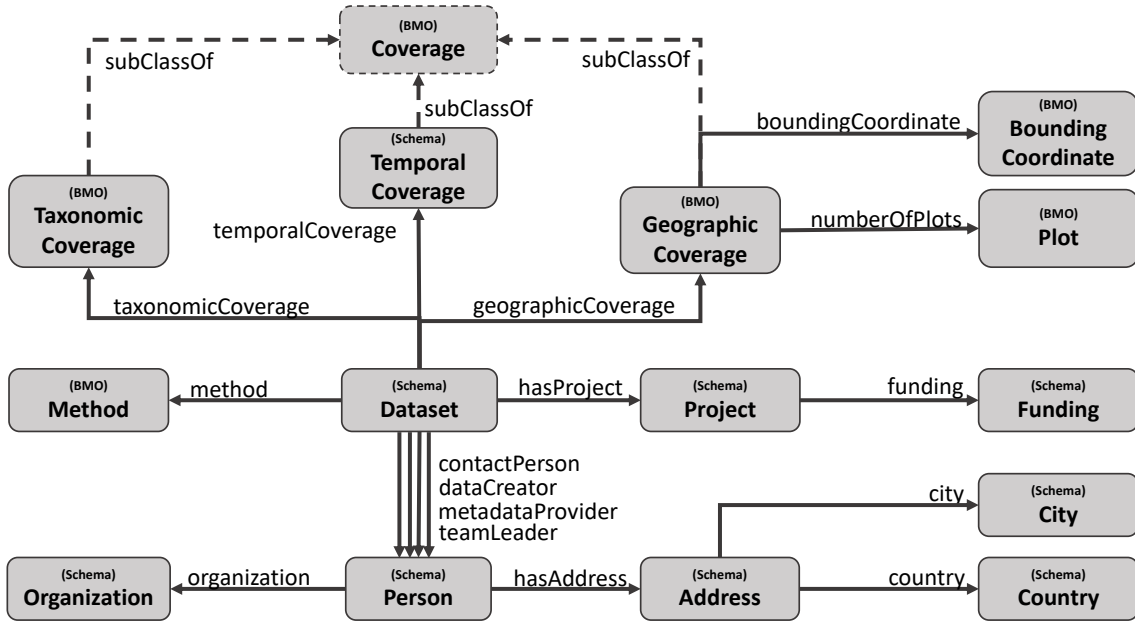 (BMO)
Coverage
subClassOf
subClassOf
subClassOf
(Schema)
Temporal
Coverage
boundingCoordinate
(BMO)
Bounding
Coordinate
(BMO)
Taxonomic
Coverage
temporalCoverage
(BMO)
Geographic
Coverage
numberOfPlots
(BMO)
Plot
taxonomicCoverage
geographicCoverage
(BMO)
Method
method
(Schema)
Dataset
hasProject
(Schema)
Project
funding
(Schema)
Funding
contactPerson
dataCreator
metadataProvider
teamLeader
city
(Schema)
City
(Schema)
Organization
organization
(Schema)
Person
hasAddress
(Schema)
Address
country
(Schema)
Country